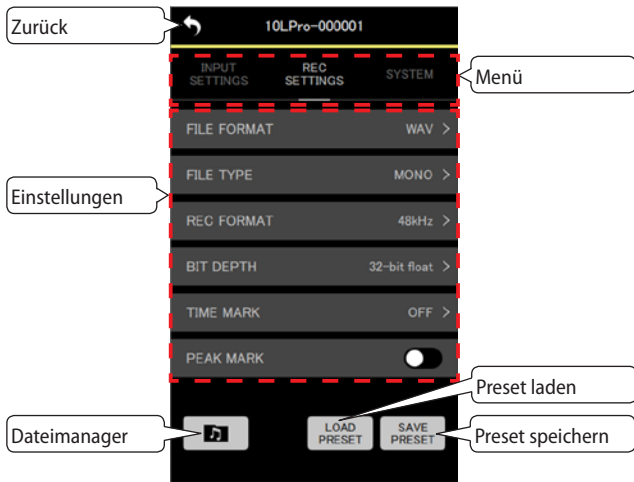 Zurück
10LPro-000001
INPUT
SETTINGS
REC
SETTINGS
SYSTEM
Menü
FILE FORMAT WAV >
FILE TYPE MONO >
Einstellungen
REC FORMAT 48kHz >
BIT DEPTH 32-bit float >
TIME MARK OFF >
PEAK MARK
Preset laden
Dateimanager
LOAD
PRESET
SAVE
PRESET
Preset speichern